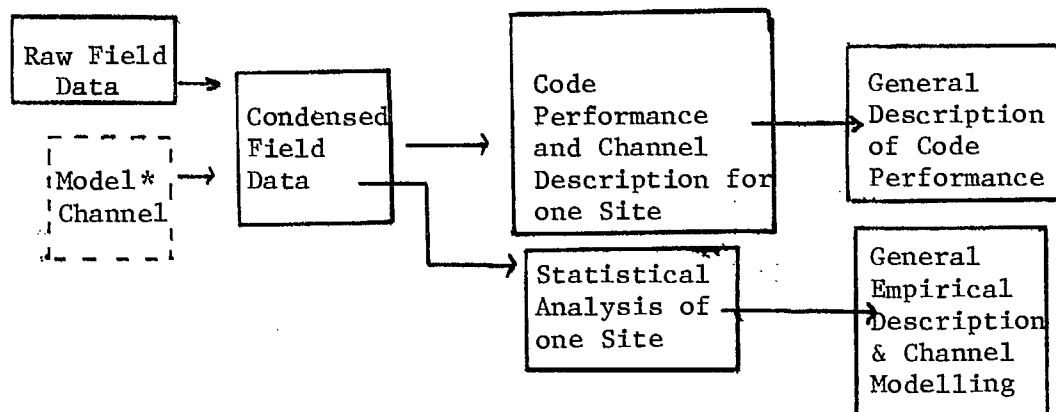 Raw Field
Data
Model*
Channel
Condensed
Field
Data
Code
Performance
and Channel
Description for
one Site
General
Description
of Code
Performance
Statistical
Analysis of
one Site
General
Empirical
Description
& Channel
Modelling